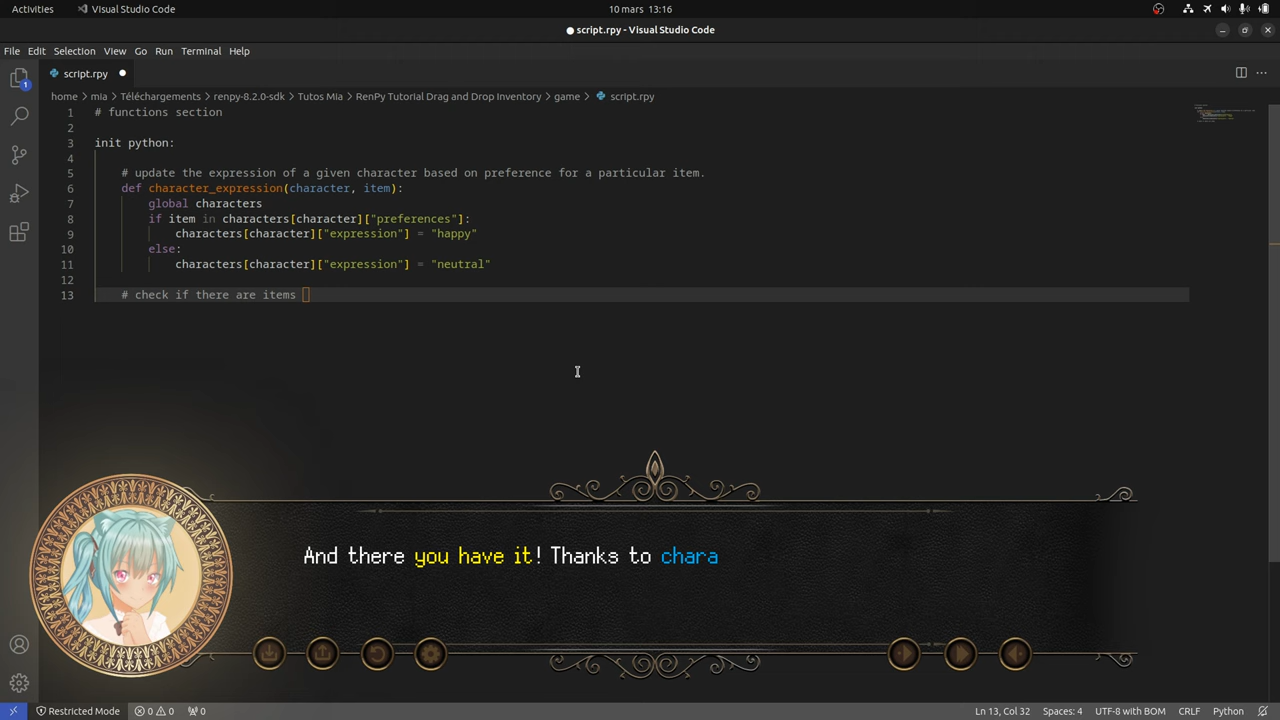 Activities
Visual Studio Code
10 mars 13:16
● script.rpy - Visual Studio Code
File Edit Selection View Go Run Terminal Help
1
script.rpy
home > mia > Téléchargements > renpy-8.2.0-sdk > Tutos Mia > RenPy Tutorial Drag and Drop Inventory > game > script.rpy
1 # functions section
2
3 init python:
4
5 # update the expression of a given character based on preference for a particular item.
6 def character_expression(character, item):
7 global characters
8 if item in characters[character]["preferences"]:
9 characters[character]["expression"] = "happy"
10 else:
11 characters[character]["expression"] = "neutral"
12
13 # check if there are items
And there you have it! Thanks to chara
Restricted Mode 0 0 0 Ln 13, Col 32 Spaces: 4 UTF-8 with BOM CRLF Python